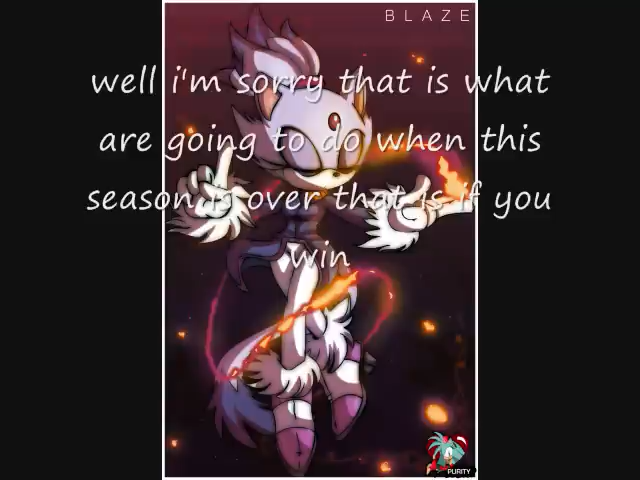 BLAZE
well i'm sorry that is what
are going to do when this
season is over that is if you
win
PURITY